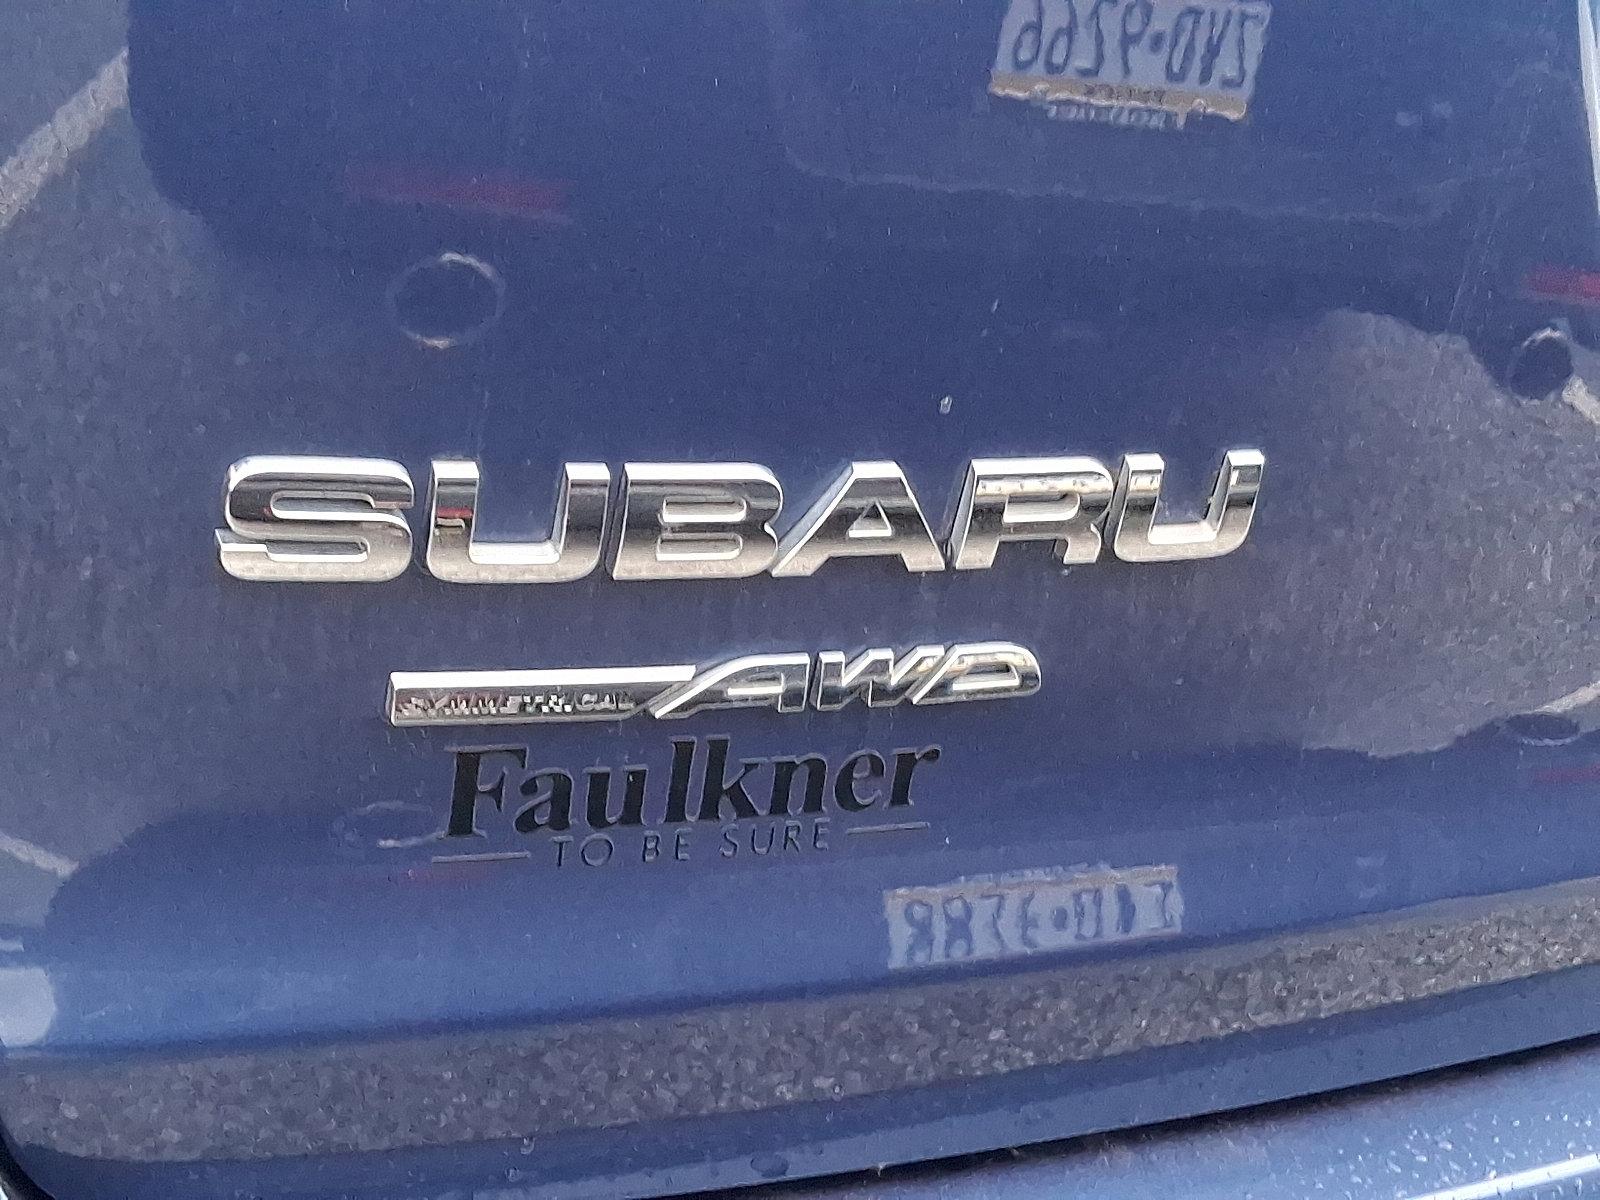 SUBARU
SYMMETRICAL AWD
Faulkner
TO BE SURE